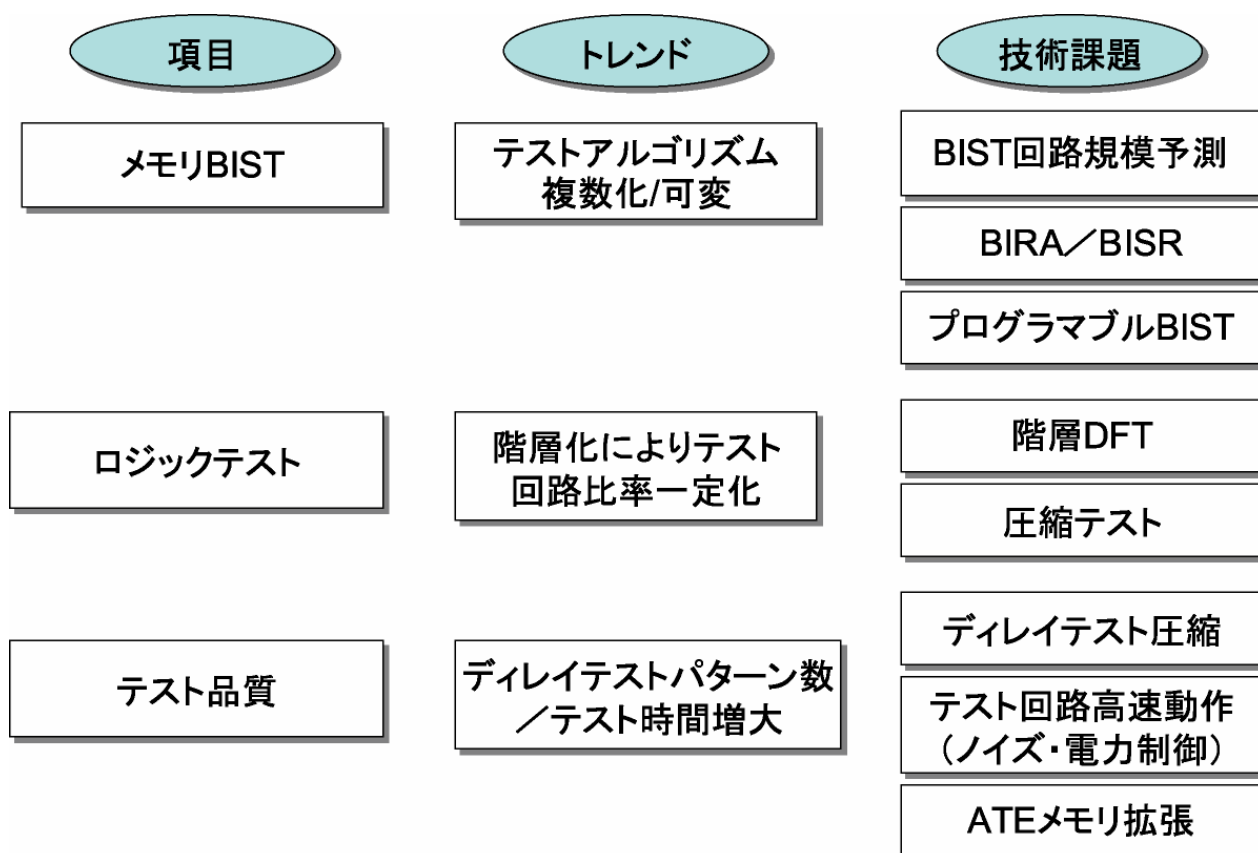 項目
トレンド
技術課題
メモリBIST
テストアルゴリズム
複数化/可変
BIST回路規模予測
BIRA／BISR
プログラマブルBIST
ロジックテスト
階層化によりテスト
回路比率一定化
階層DFT
圧縮テスト
テスト品質
ディレイテストパターン数
／テスト時間増大
ディレイテスト圧縮
テスト回路高速動作
（ノイズ・電力制御）
ATEメモリ拡張